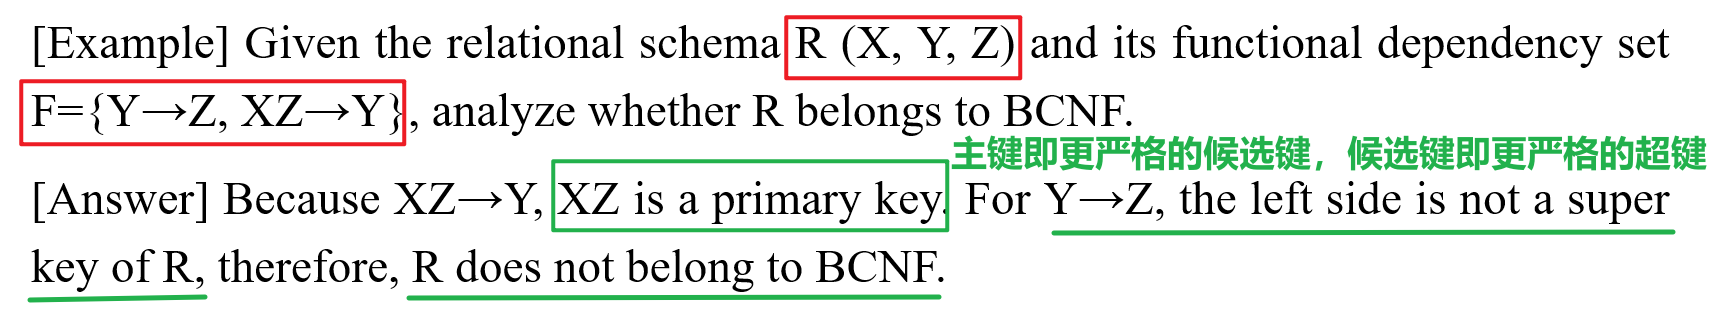 [Example] Given the relational schema R (X, Y, Z) and its functional dependency set
F={Y→Z, XZ→Y}, analyze whether R belongs to BCNF.
主键即更严格的候选键，候选键即更严格的超键
[Answer] Because XZ→Y, XZ is a primary key. For Y→Z, the left side is not a super
key of R, therefore, R does not belong to BCNF.